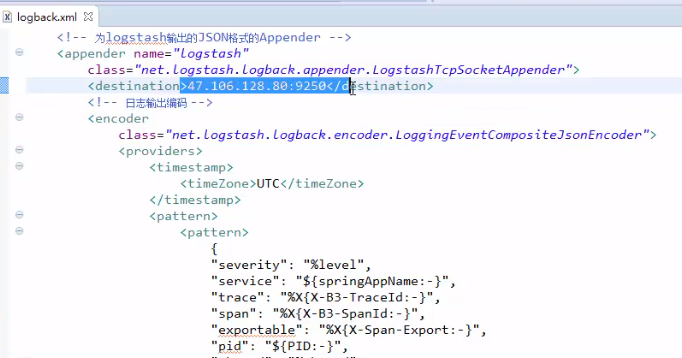 logback.xml
<!-- 为logstash输出的JSON格式的Appender -->
<appender name="logstash"
class="net.logstash.logback.appender.LogstashTcpSocketAppender">
<destination>47.106.128.80:9250</destination>
<!-- 日志输出编码 -->
<encoder
class="net.logstash.logback.encoder.LoggingEventCompositeJsonEncoder">
<providers>
<timestamp>
<timeZone>UTC</timeZone>
</timestamp>
<pattern>
<pattern>
{
"severity": "%level",
"service": "${springAppName:-}",
"trace": "%X{X-B3-TraceId:-}",
"span": "%X{X-B3-SpanId:-}",
"exportable": "%X{X-Span-Export:-}",
"pid": "${PID:-}",